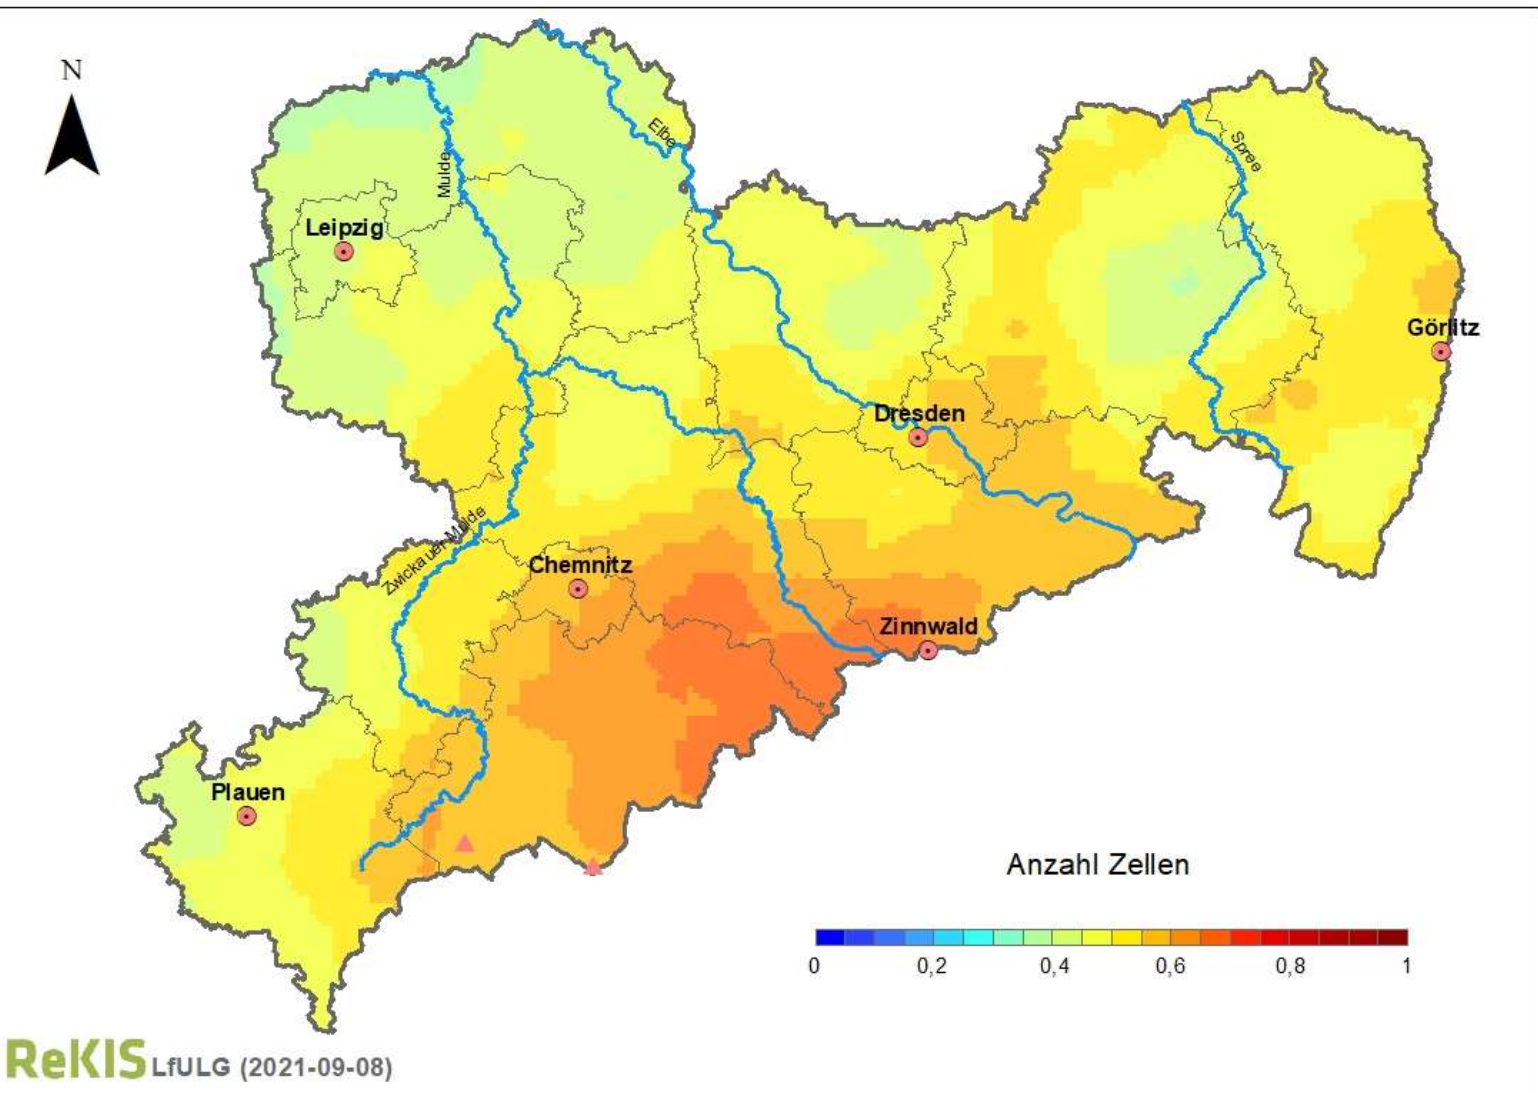 N
Elbe
Mulde
Spree
Leipzig
Görlitz
Dresden
Zwickauer Mulde
Chemnitz
Zinnwald
Plauen
Anzahl Zellen
0 0,2 0,4 0,6 0,8 1
ReKIS LfULG (2021-09-08)